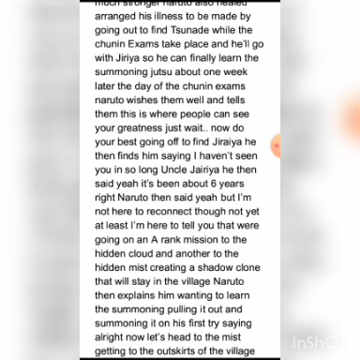 much stronger naruto also healed
arranged his illness to be made by
going out to find Tsunade while the
chunin Exams take place and he'll go
with Jiriya so he can finally learn the
summoning jutsu about one week
later the day of the chunin exams
naruto wishes them well and tells
them this is where people can see
your greatness just wait.. now do
your best going off to find Jiraiya he
then finds him saying I haven't seen
you in so long Uncle Jairiya he then
said yeah it's been about 6 years
right Naruto then said yeah but I'm
not here to reconnect though not yet
at least I'm here to tell you that were
going on an A rank mission to the
hidden cloud and another to the
hidden mist creating a shadow clone
that will stay in the village Naruto
then explains him wanting to learn
the summoning pulling it out and
summoning it on his first try saying
alright now let's head to the mist
getting to the outskirts of the village
InShO